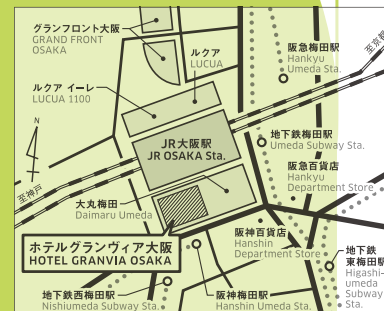 グランフロント大阪
GRAND FRONT
OSAKA
ルクア
LUCUA
阪急梅田駅
Hankyu
Umeda Sta.
至京都
ルクア イーレ
LUCUA 1100
N
JR大阪駅
JR OSAKA Sta.
地下鉄梅田駅
Umeda Subway Sta.
阪急百貨店
Hankyu
Department Store
至神戸
大丸梅田
Daimaru Umeda
阪神百貨店
Hanshin
Department Store
ホテルグランヴィア大阪
HOTEL GRANVIA OSAKA
地下鉄
東梅田駅
Higashi-
umeda
Subway
Sta.
地下鉄西梅田駅
Nishiumeda Subway Sta.
阪神梅田駅
Hanshin Umeda Sta.